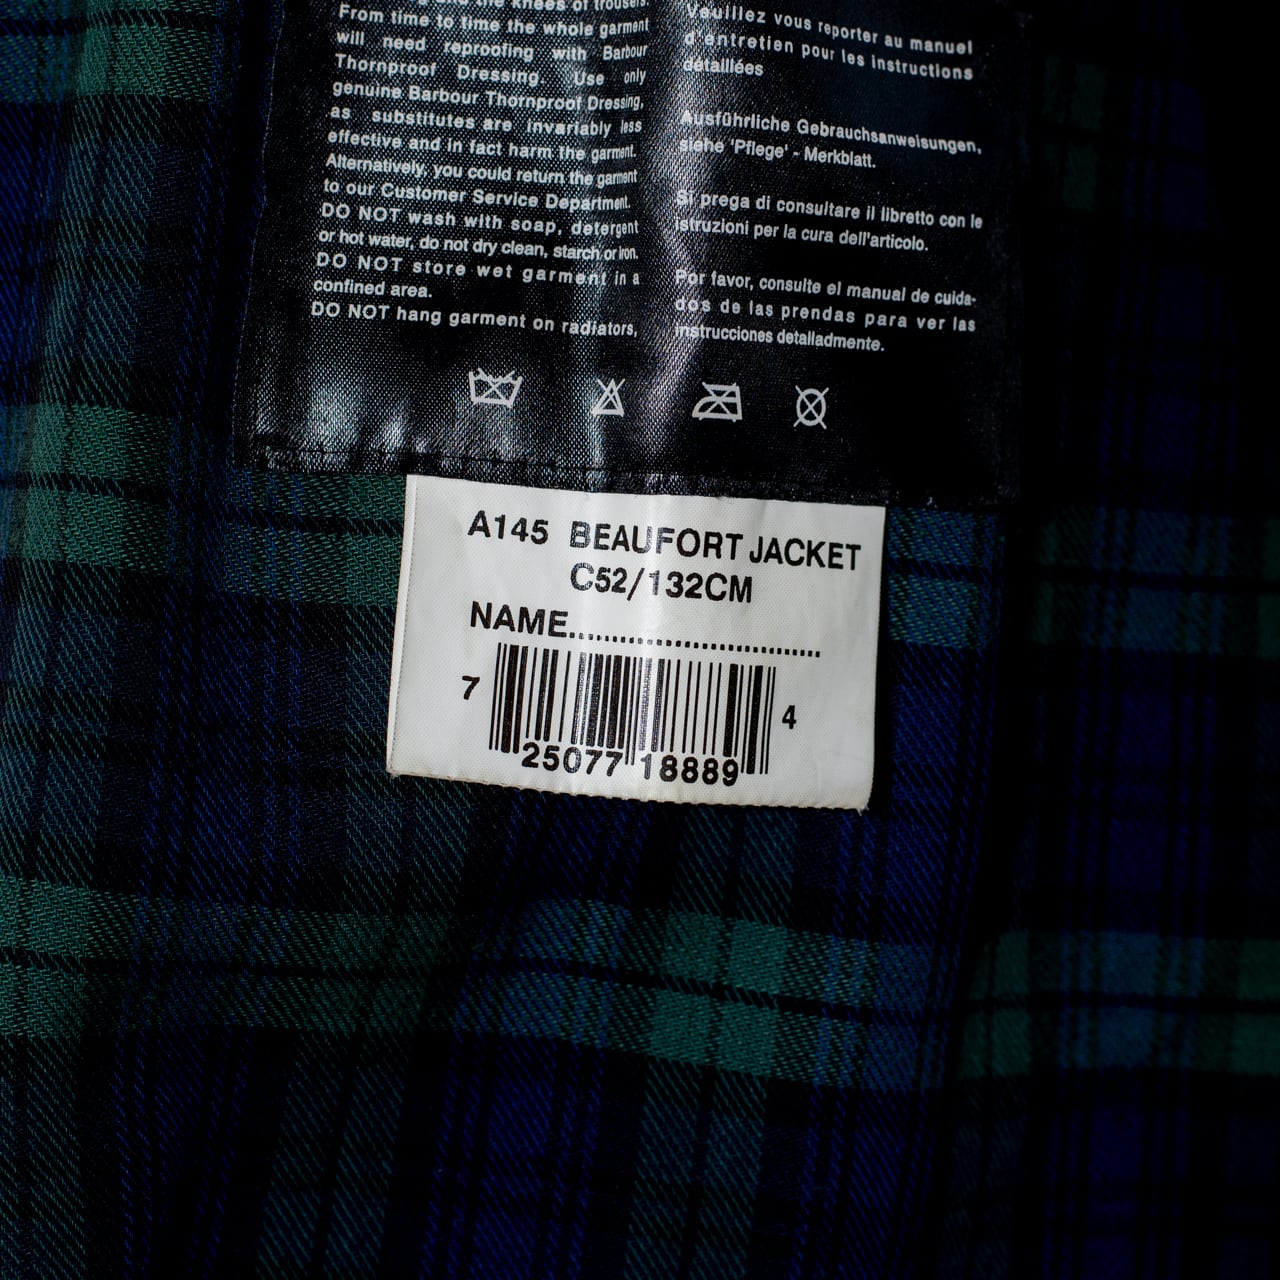 the knees of trousers.
From time to time the whole garment
will need reproofing with Barbour
Thornproof Dressing. Use only
genuine Barbour Thornproof Dressing,
as substitutes are invariably less
effective and in fact harm the garment.
Alternatively, you could return the garment
to our Customer Service Department.
DO NOT wash with soap, detergent
or hot water, do not dry clean, starch or iron.
DO NOT store wet garment in a
confined area.
DO NOT hang garment on radiators,
Veuillez vous reporter au manuel
d'entretien pour les instructions
détaillées
Ausführliche Gebrauchsanweisungen,
siehe 'Pflege' - Merkblatt.
Si prega di consultare il libretto con le
istruzioni per la cura dell'articolo.
Por favor, consulte el manual de cuida-
dos de las prendas para ver las
instrucciones detalladmente.
A145 BEAUFORT JACKET
C52/132CM
NAME..............................
7 25077 18889 4